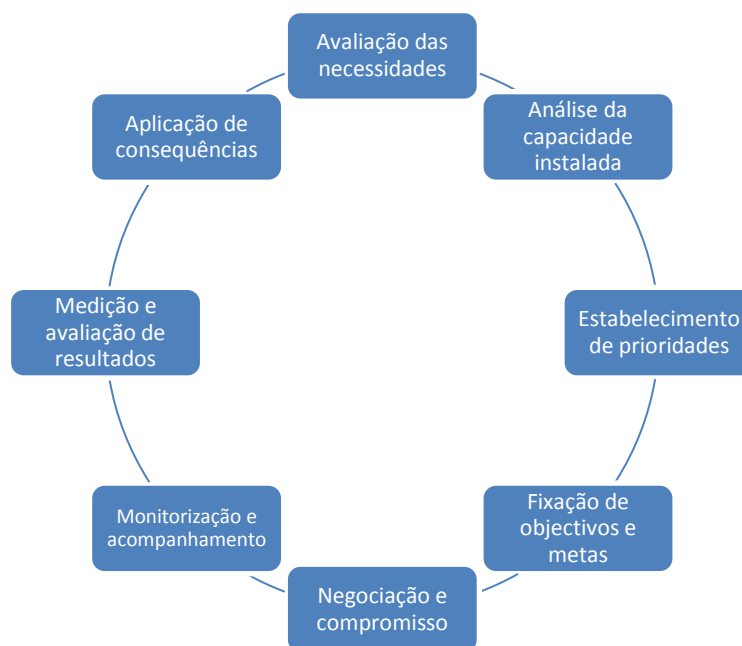 Avaliação das
necessidades
Análise da
capacidade
instalada
Estabelecimento
de prioridades
Fixação de
objectivos e
metas
Negociação e
compromisso
Monitorização e
acompanhamento
Medição e
avaliação de
resultados
Aplicação de
consequências